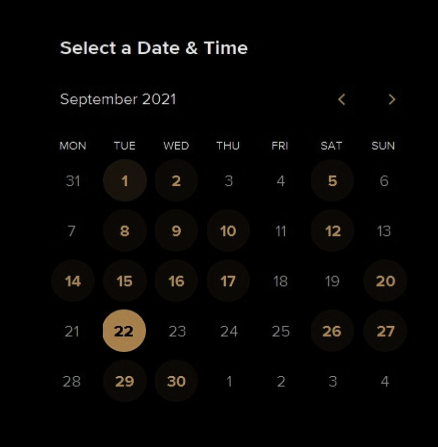 Select a Date & Time
September 2021
MON TUE WED THU FRI SAT SUN
31 1 2 3 4 5 6
7 8 9 10 11 12 13
14 15 16 17 18 19 20
21 22 23 24 25 26 27
28 29 30 1 2 3 4